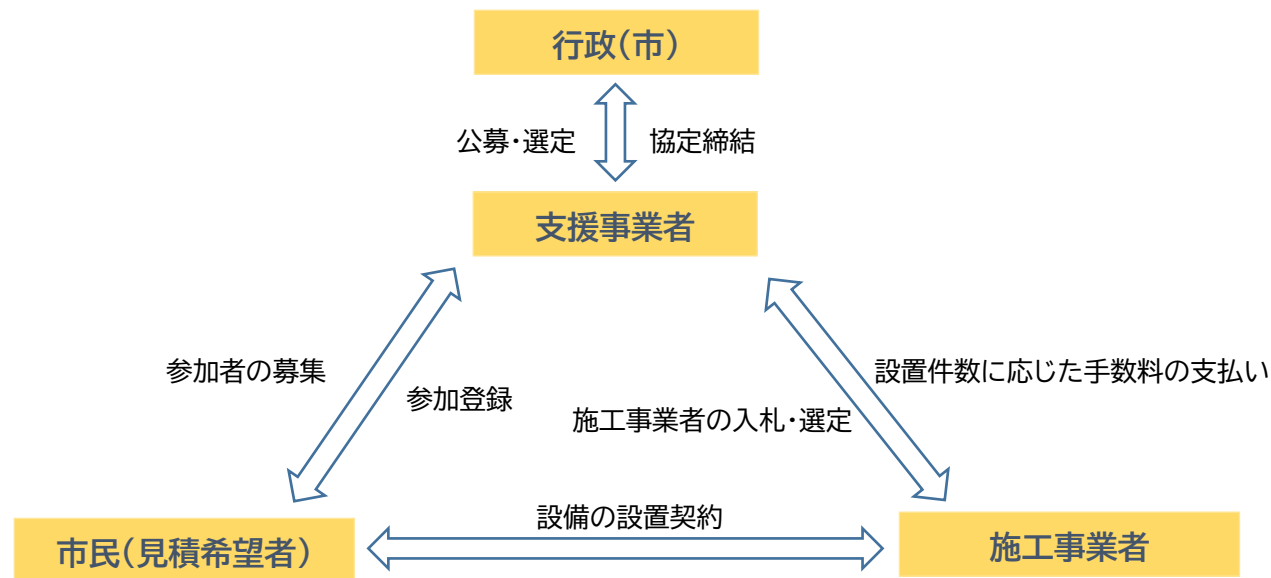 行政(市)
公募・選定
協定締結
支援事業者
参加者の募集
参加登録
設置件数に応じた手数料の支払い
施工事業者の入札・選定
設備の設置契約
市民(見積希望者)
施工事業者